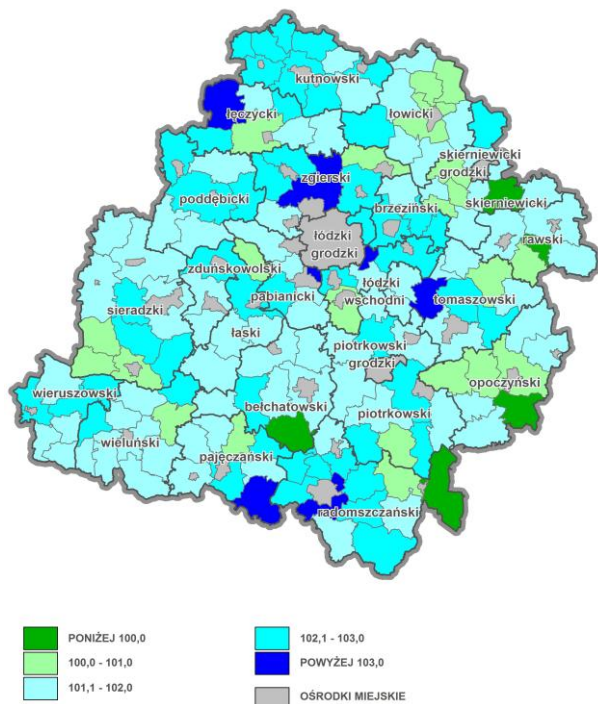 kutnowski
łęczycki
łowicki
skierniewicki
grodzki
zgierski
skierniewicki
poddębicki
brzeziński
łódzki
grodzki
rawski
zduńskowolski
łódzki
wschodni
pabianicki
tomaszowski
sieradzki
łaski
piotrkowski
grodzki
opoczyński
wieruszowski
bełchatowski
piotrkowski
wieluński
pajęczański
radomszczański
PONIŻEJ 100,0
100,0 - 101,0
101,1 - 102,0
102,1 - 103,0
POWYŻEJ 103,0
OŚRODKI MIEJSKIE